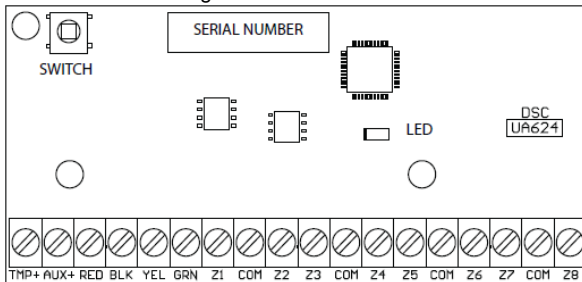 SERIAL NUMBER
SWITCH
LED
DSC
UA624
TMP+ AUX+ RED BLK YEL GRN Z1 COM Z2 Z3 COM Z4 Z5 COM Z6 Z7 COM Z8